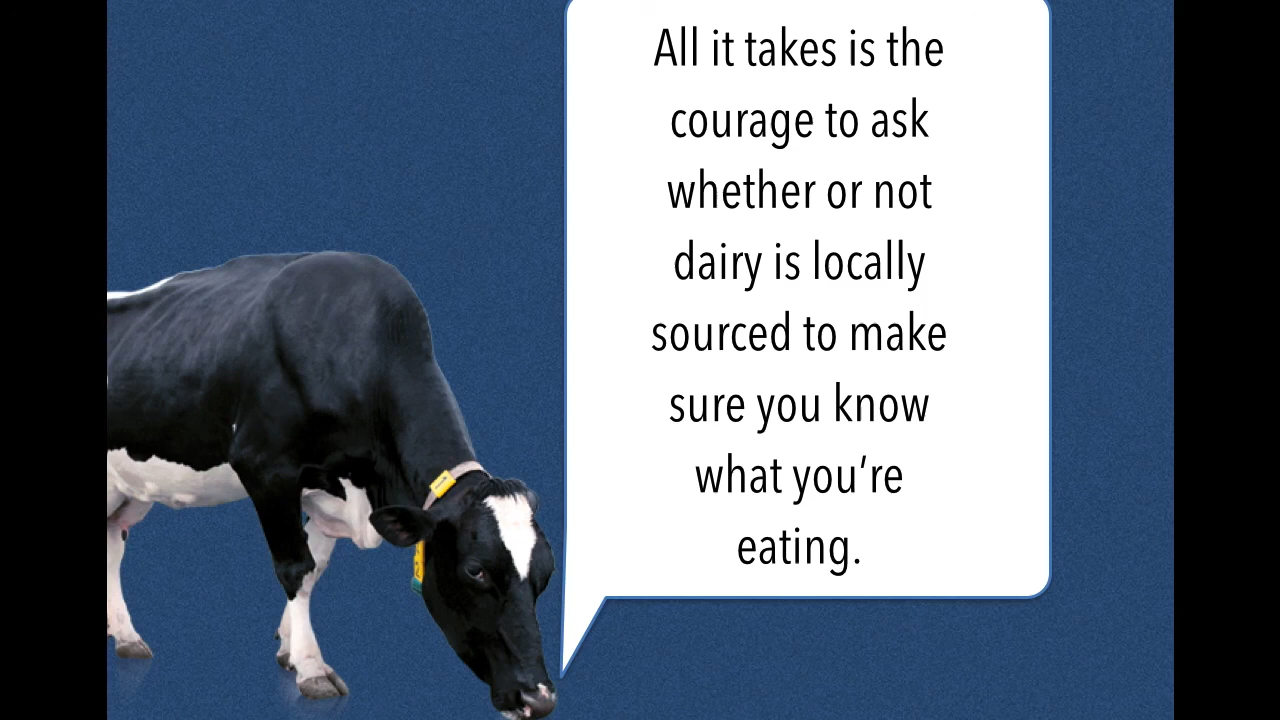 All it takes is the
courage to ask
whether or not
dairy is locally
sourced to make
sure you know
what you’re
eating.